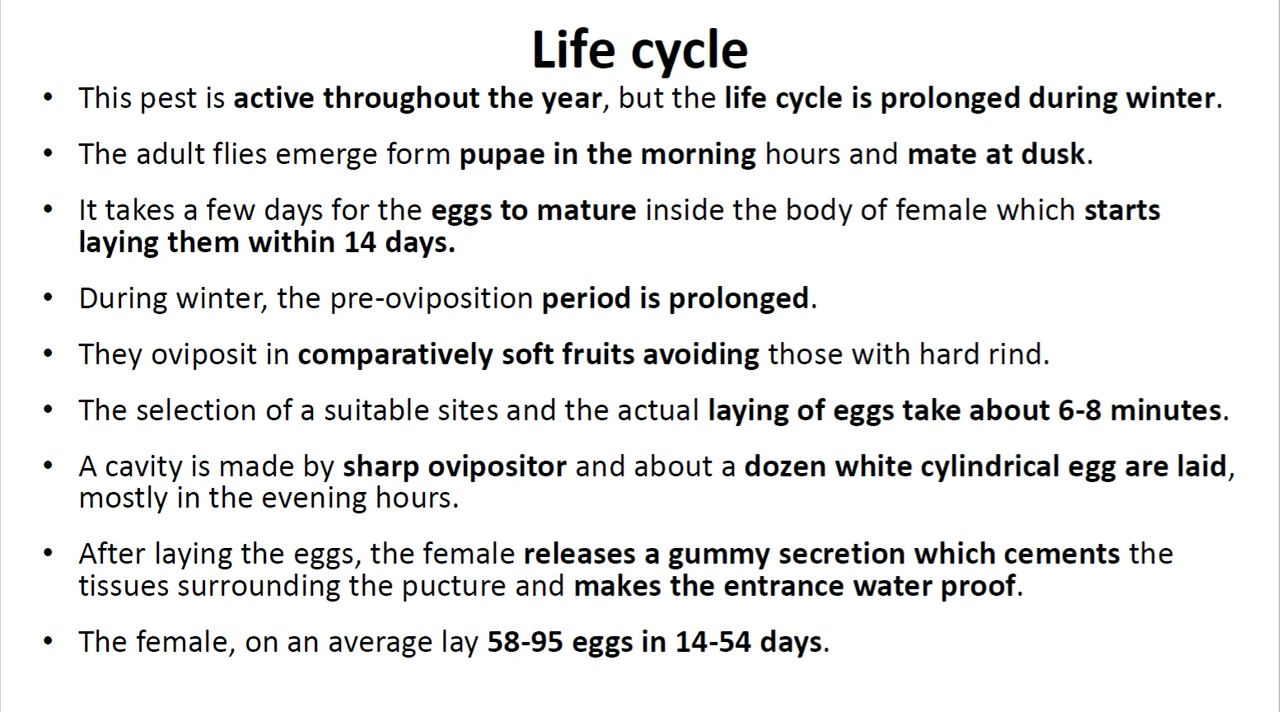 Life cycle
• This pest is active throughout the year, but the life cycle is prolonged during winter.
• The adult flies emerge form pupae in the morning hours and mate at dusk.
• It takes a few days for the eggs to mature inside the body of female which starts
laying them within 14 days.
• During winter, the pre-oviposition period is prolonged.
• They oviposit in comparatively soft fruits avoiding those with hard rind.
• The selection of a suitable sites and the actual laying of eggs take about 6-8 minutes.
• A cavity is made by sharp ovipositor and about a dozen white cylindrical egg are laid,
mostly in the evening hours.
• After laying the eggs, the female releases a gummy secretion which cements the
tissues surrounding the pucture and makes the entrance water proof.
• The female, on an average lay 58-95 eggs in 14-54 days.